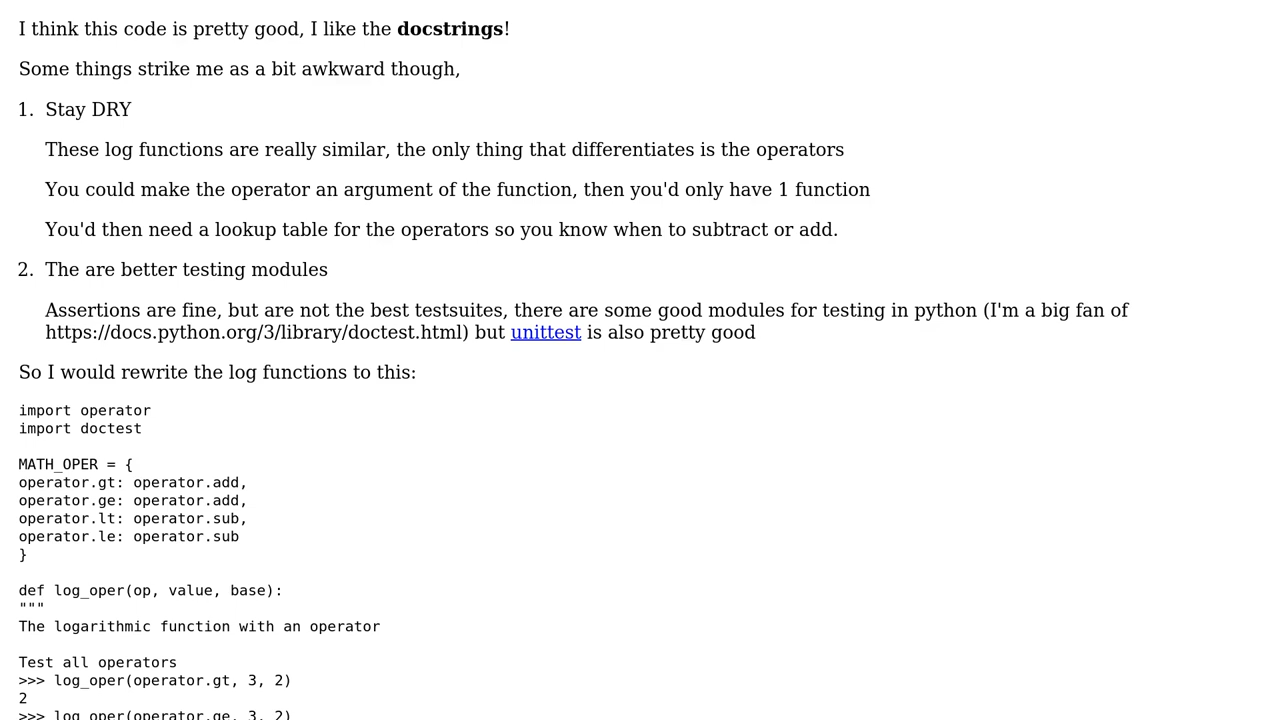 I think this code is pretty good, I like the docstrings!
Some things strike me as a bit awkward though,
1. Stay DRY
These log functions are really similar, the only thing that differentiates is the operators
You could make the operator an argument of the function, then you'd only have 1 function
You'd then need a lookup table for the operators so you know when to subtract or add.
2. The are better testing modules
Assertions are fine, but are not the best testsuites, there are some good modules for testing in python (I'm a big fan of
https://docs.python.org/3/library/doctest.html) but unittest is also pretty good
So I would rewrite the log functions to this:
import operator
import doctest
MATH_OPER = {
operator.gt: operator.add,
operator.ge: operator.add,
operator.lt: operator.sub,
operator.le: operator.sub
}
def log_oper(op, value, base):
"""
The logarithmic function with an operator
Test all operators
>>> log_oper(operator.gt, 3, 2)
2
>>> log_oper(operator.ge, 3, 2)